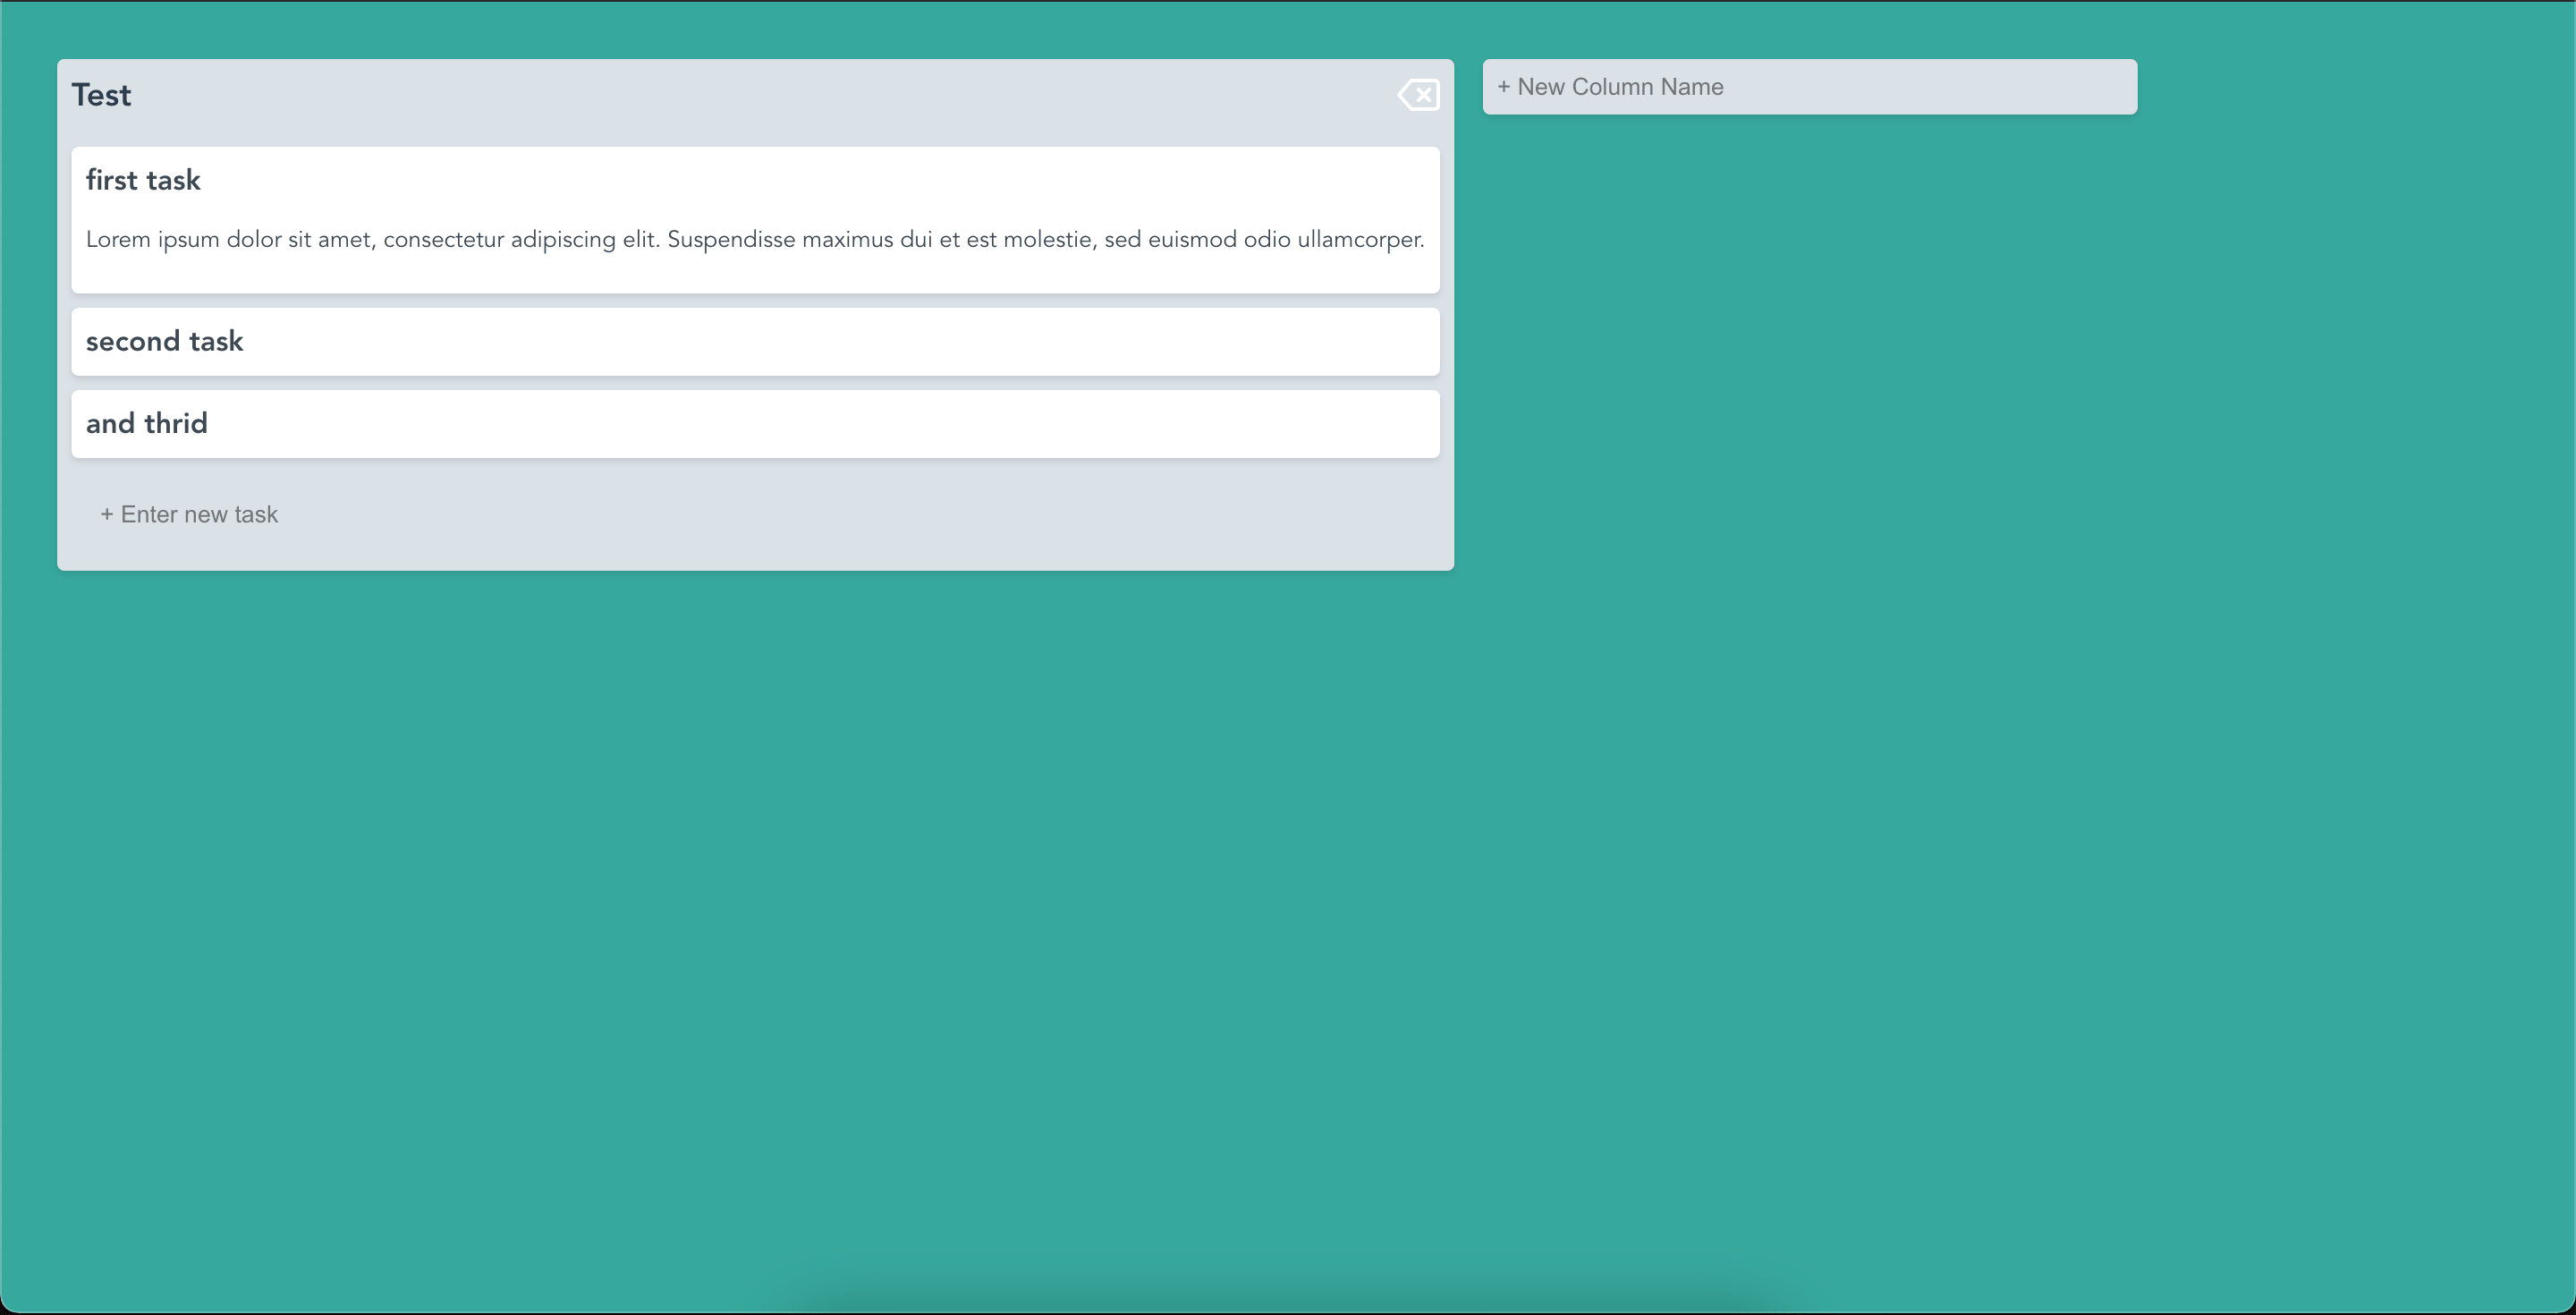 Test
+ New Column Name
first task
Lorem ipsum dolor sit amet, consectetur adipiscing elit. Suspendisse maximus dui et est molestie, sed euismod odio ullamcorper.
second task
and thrid
+ Enter new task